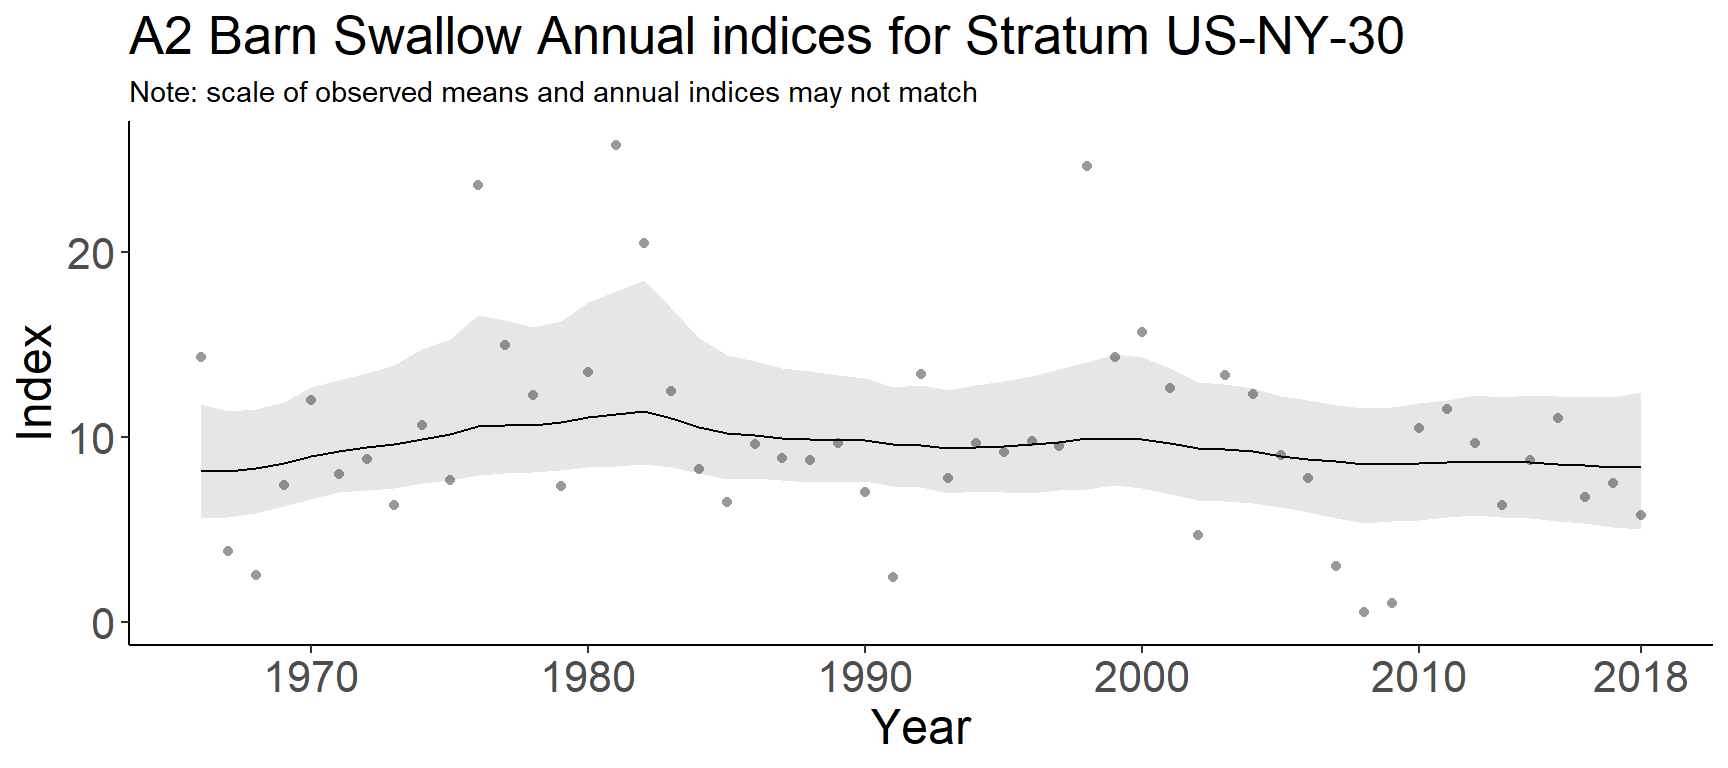 A2 Barn Swallow Annual indices for Stratum US-NY-30
Note: scale of observed means and annual indices may not match
20
10
0
Index
1970 1980 1990 2000 2010 2018
Year